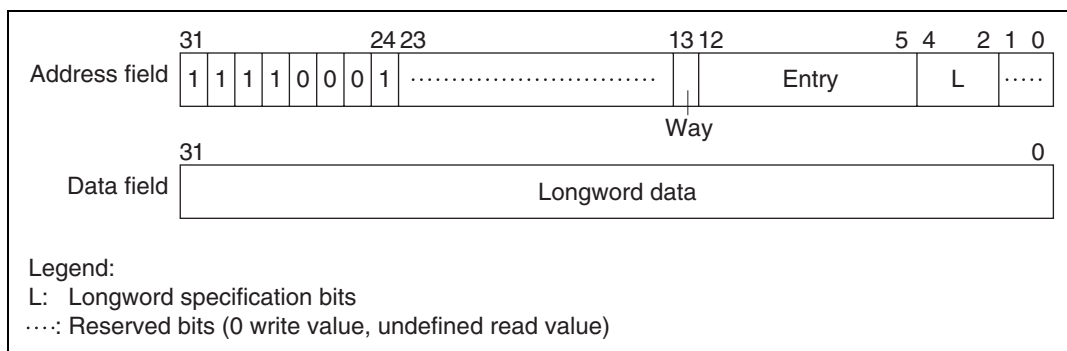 31 24 23 13 12 5 4 2 1 0
Address field 1 1 1 1 0 0 0 1 ······························ Entry L ·····
Way
31 0
Data field Longword data
Legend:
L: Longword specification bits
····: Reserved bits (0 write value, undefined read value)